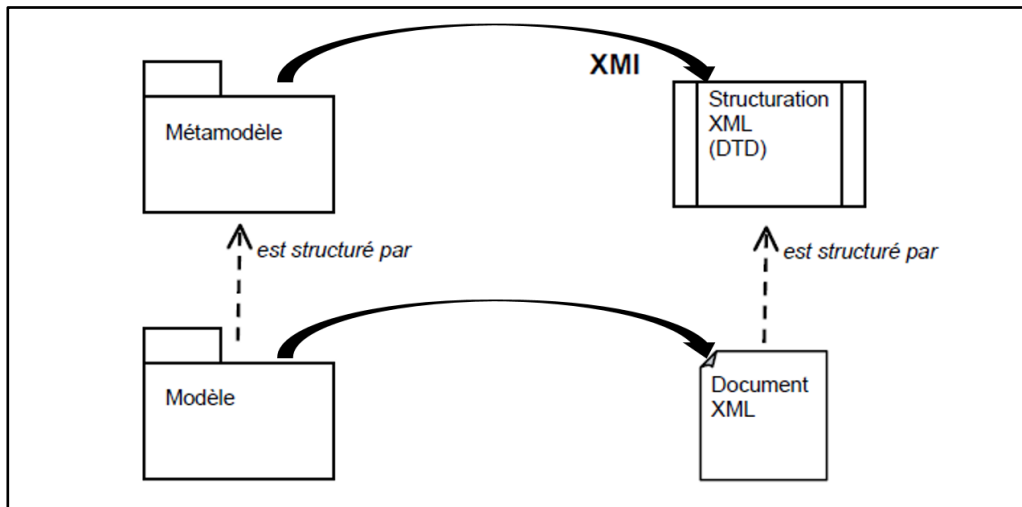 XMI
Métamodèle
Structuration
XML
(DTD)
est structuré par
est structuré par
Modèle
Document
XML